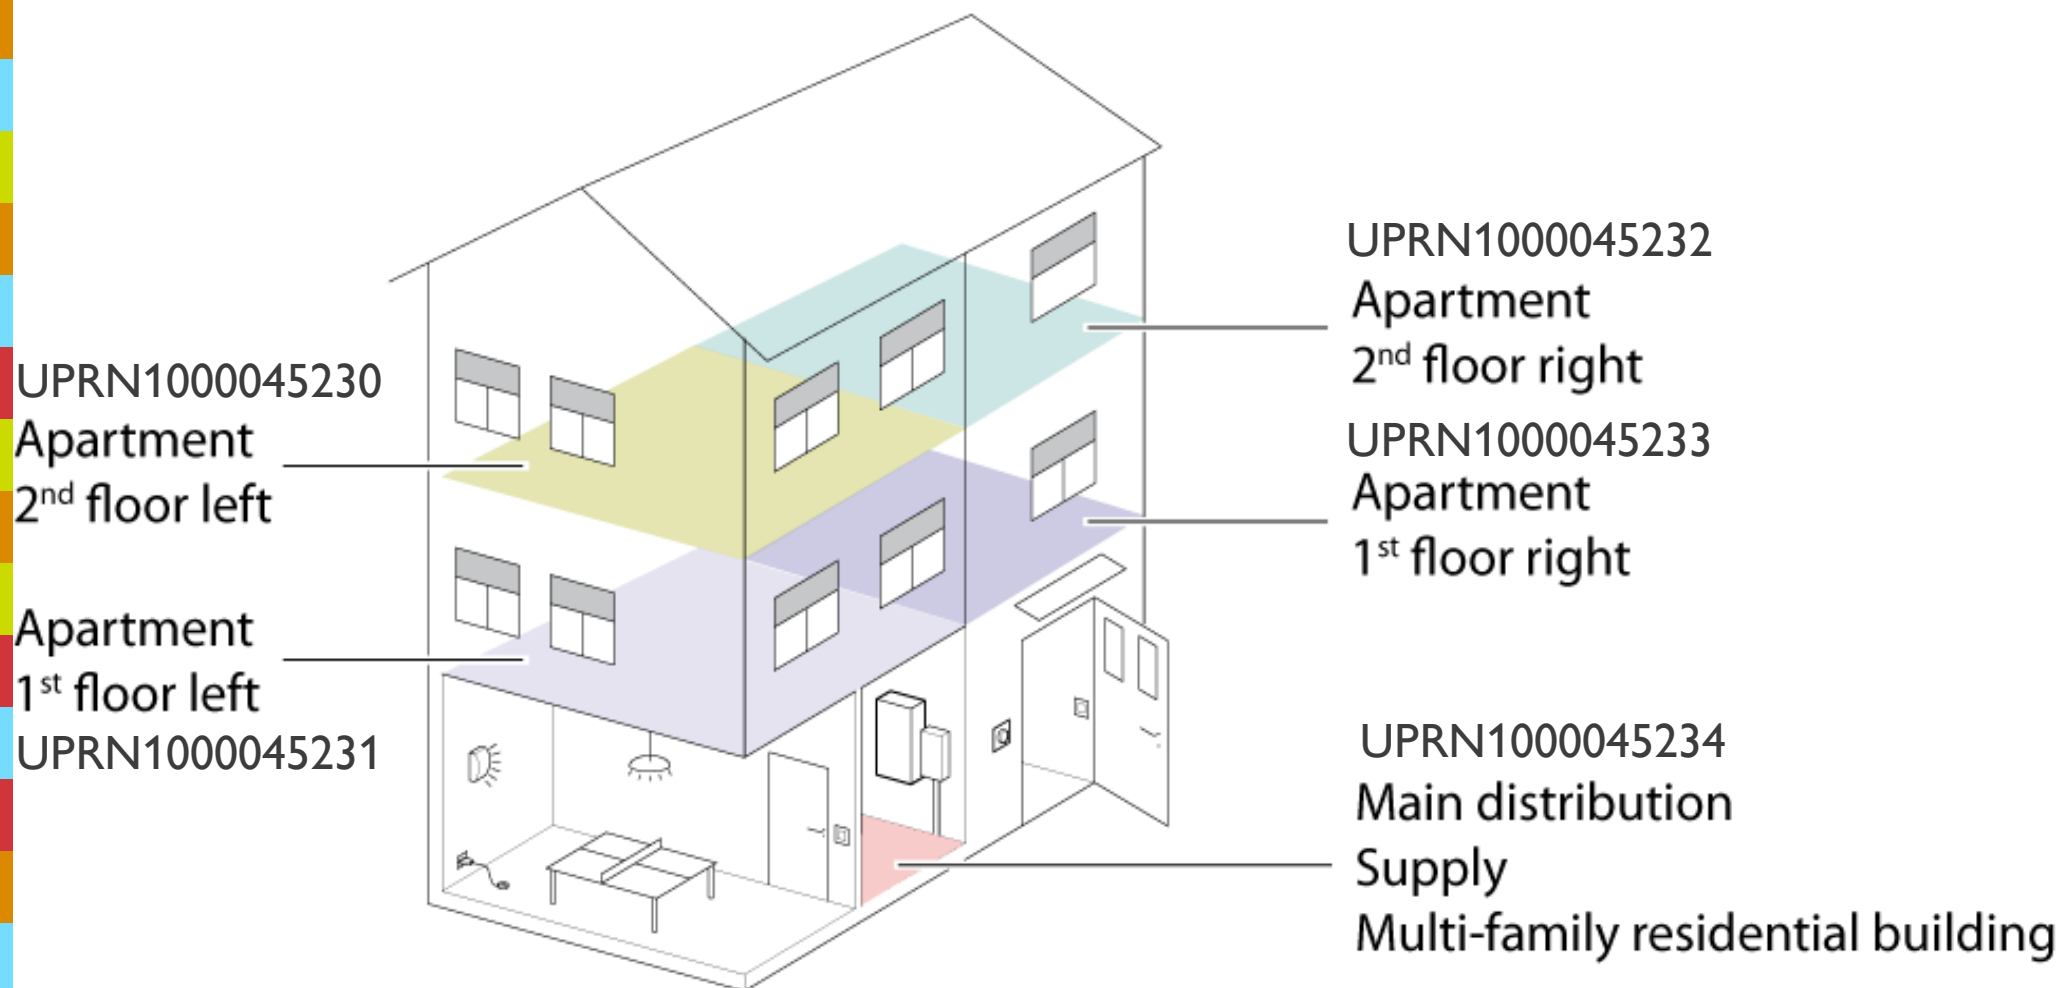 UPRN1000045230
Apartment
2nd floor left
Apartment
1st floor left
UPRN1000045231
UPRN1000045232
Apartment
2nd floor right
UPRN1000045233
Apartment
1st floor right
UPRN1000045234
Main distribution
Supply
Multi-family residential building